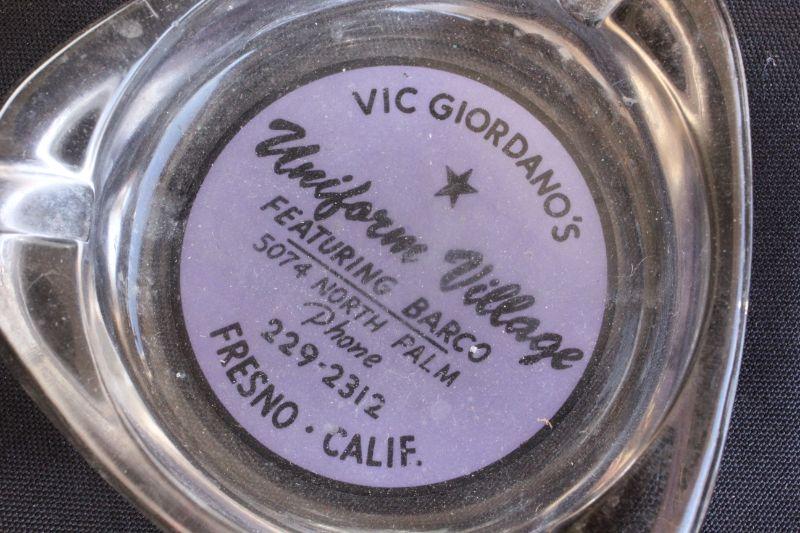 VIC GIORDANO'S
Uniform Village
FEATURING BARCO
5074 NORTH PALM
Phone
229-2312
FRESNO · CALIF.